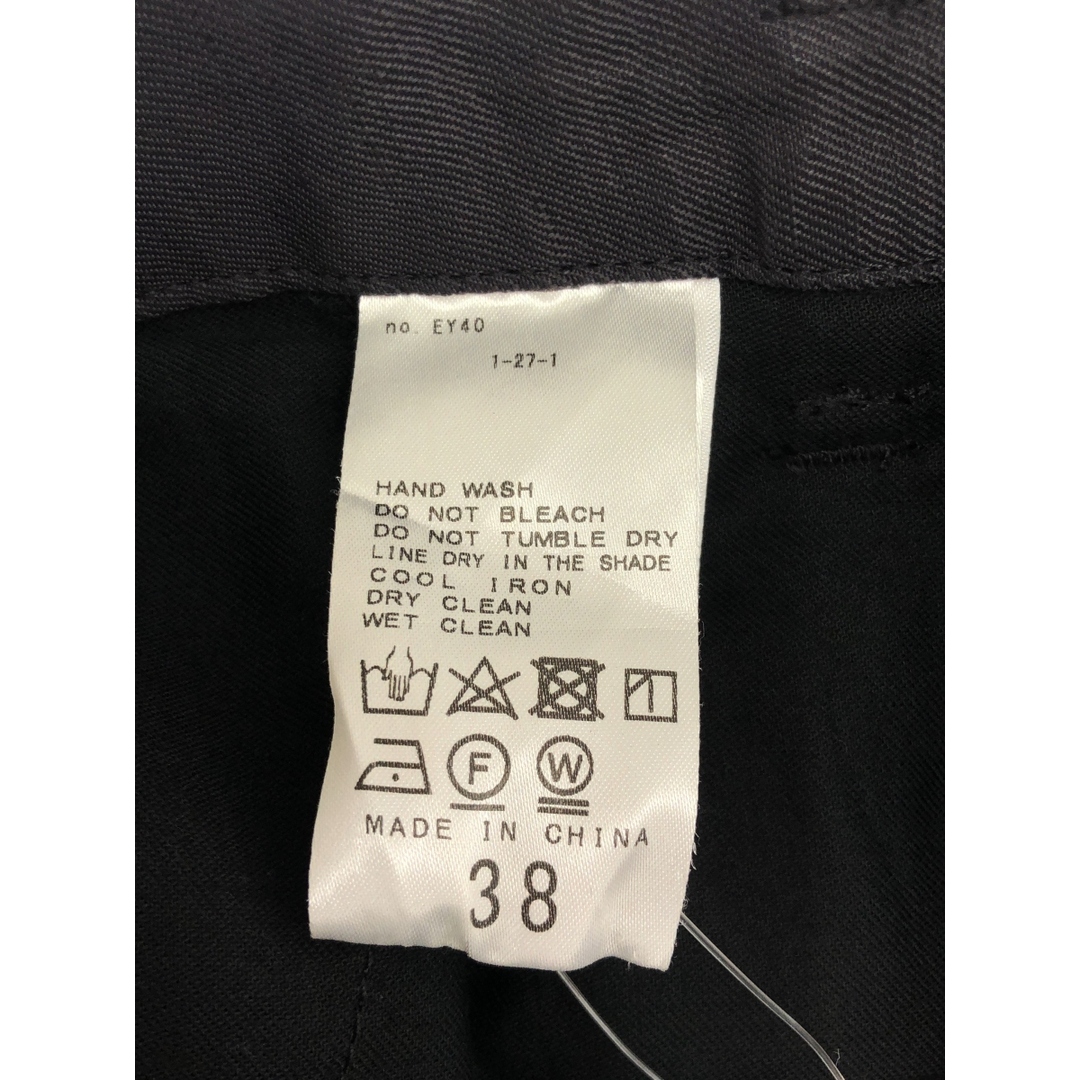 no. EY40
1-27-1
HAND WASH
DO NOT BLEACH
DO NOT TUMBLE DRY
LINE DRY IN THE SHADE
COOL IRON
DRY CLEAN
WET CLEAN
F W
MADE IN CHINA
38